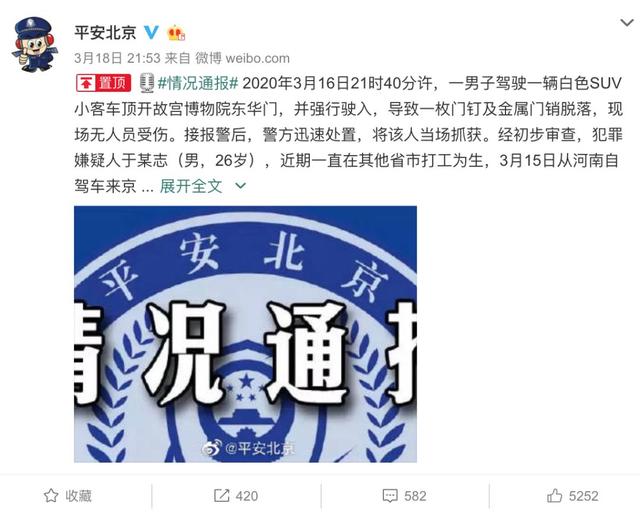 平安北京
3月18日 21:53 来自 微博 weibo.com
置顶 #情况通报# 2020年3月16日21时40分许，一男子驾驶一辆白色SUV
小客车顶开故宫博物院东华门，并强行驶入，导致一枚门钉及金属门销脱落，现
场无人员受伤。接报警后，警方迅速处置，将该人当场抓获。经初步审查，犯罪
嫌疑人于某志（男，26岁），近期一直在其他省市打工为生，3月15日从河南自
驾车来京 ... 展开全文
平安北京
情况通报
@平安北京
收藏
420
582
5252